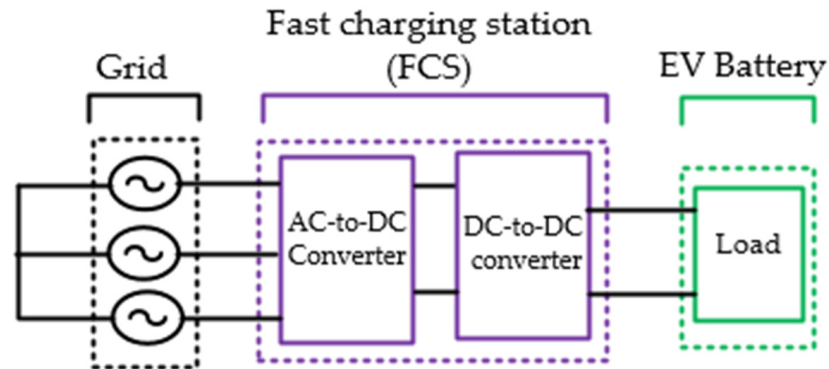 Fast charging station
(FCS)
Grid
EV Battery
AC-to-DC
Converter
DC-to-DC
converter
Load